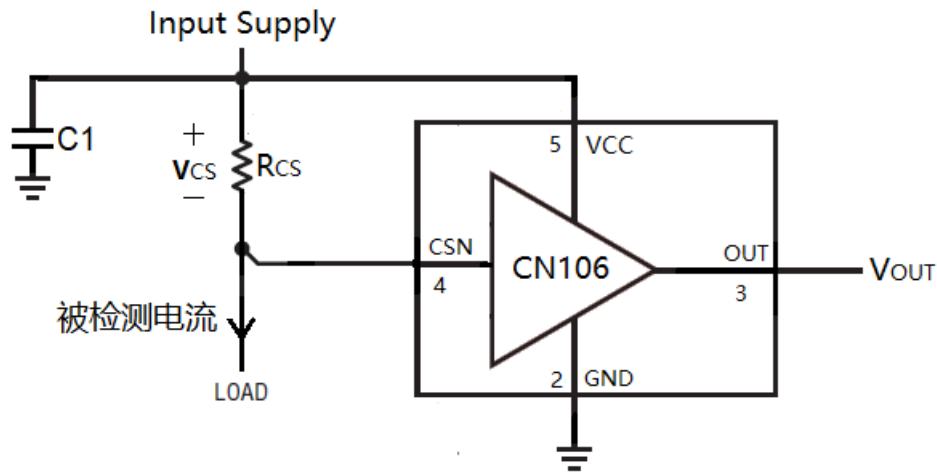 Input Supply
C1
+
VCS
−
RCS
5
VCC
CSN
4
CN106
OUT
3
VOUT
被检测电流
LOAD
2
GND